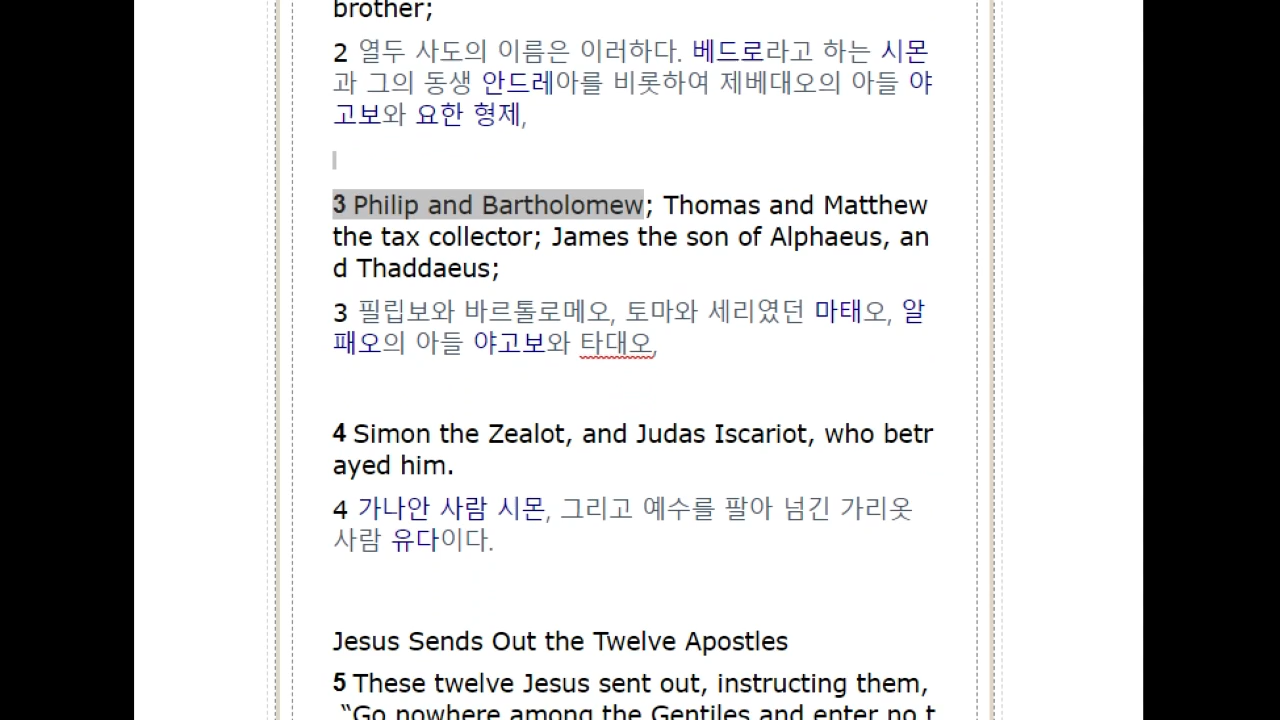 brother;
2 열두 사도의 이름은 이러하다. 베드로라고 하는 시몬
과 그의 동생 안드레아를 비롯하여 제베대오의 아들 야
고보와 요한 형제,
3 Philip and Bartholomew; Thomas and Matthew
the tax collector; James the son of Alphaeus, an
d Thaddaeus;
3 필립보와 바르톨로메오, 토마와 세리였던 마태오, 알
패오의 아들 야고보와 타대오,
4 Simon the Zealot, and Judas Iscariot, who betr
ayed him.
4 가나안 사람 시몬, 그리고 예수를 팔아 넘긴 가리옷
사람 유다이다.
Jesus Sends Out the Twelve Apostles
5 These twelve Jesus sent out, instructing them,
“Go nowhere among the Gentiles and enter no t